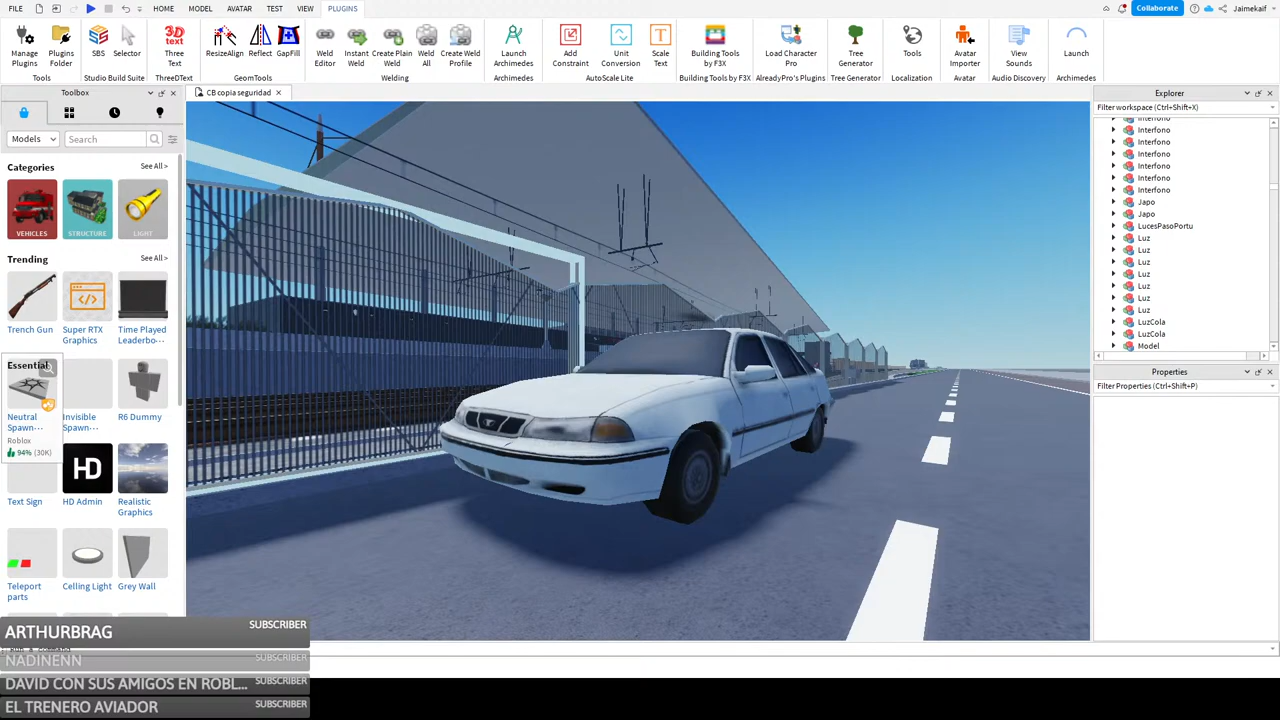 FILE
HOME
MODEL
AVATAR
TEST
VIEW
PLUGINS
Collaborate
Jaimekaif
Manage Plugins
Plugins Folder
SBS
Selector
Three Text
ResizeAlign
Reflect
GapFill
Weld Editor
Instant Weld
Create Plain Weld
Weld All
Create Weld Profile
Launch Archimedes
Add Constraint
Unit Conversion
Scale Text
Building Tools by F3X
Load Character Pro
Tree Generator
Tools
Avatar Importer
View Sounds
Launch
Tools
Studio Build Suite
ThreeDText
GeomTools
Welding
Archimedes
AutoScale Lite
Building Tools by F3X
AlreadyPro's Plugins
Tree Generator
Localization
Avatar
Audio Discovery
Archimedes
Toolbox
Models
Search
Categories
See All >
VEHICLES
STRUCTURE
LIGHT
Trending
See All >
Trench Gun
Super RTX Graphics
Time Played Leaderbo...
Essential
Neutral Spawn...
Roblox
94% (30K)
Invisible Spawn...
R6 Dummy
Text Sign
HD
HD Admin
Realistic Graphics
Teleport parts
Celling Light
Grey Wall
ARTHURBRAG
SUBSCRIBER
NADINENN
SUBSCRIBER
DAVID CON SUS AMIGOS EN ROBL...
SUBSCRIBER
EL TRENERO AVIADOR
SUBSCRIBER
CB copia seguridad
Explorer
Filter workspace (Ctrl+Shift+X)
Interfono
Interfono
Interfono
Interfono
Interfono
Interfono
Interfono
Japo
Japo
LucesPasoPortu
Luz
Luz
Luz
Luz
Luz
Luz
Luz
LuzCola
LuzCola
Model
Properties
Filter Properties (Ctrl+Shift+P)